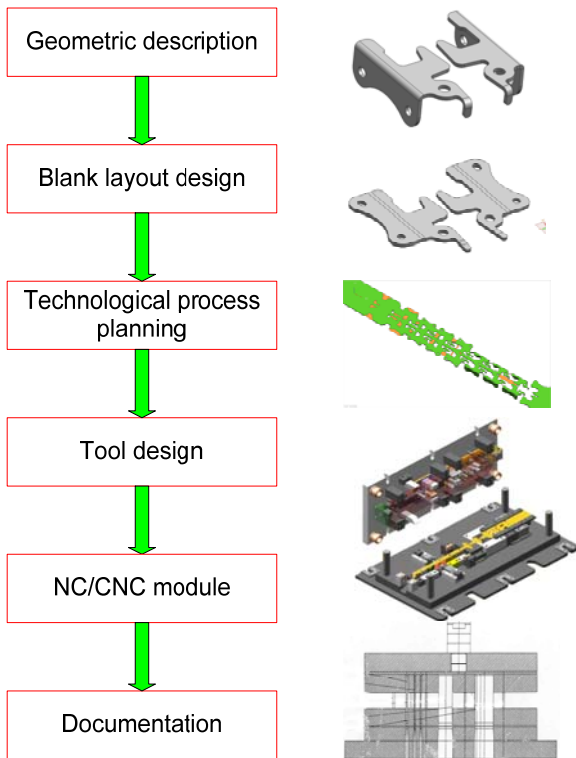 Geometric description
Blank layout design
Technological process
planning
Tool design
NC/CNC module
Documentation